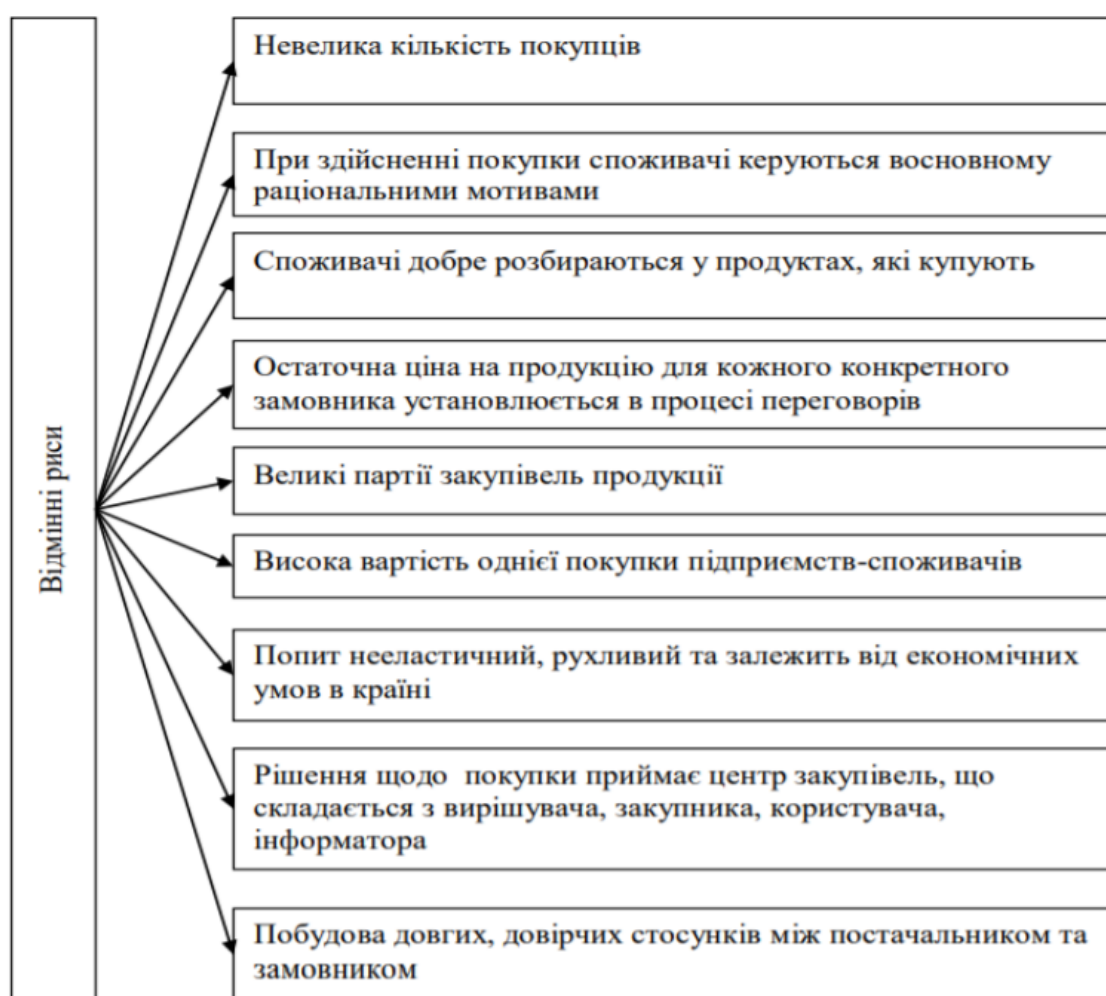 Відмінні риси
Невелика кількість покупців
При здійсненні покупки споживачі керуються восновному
раціональними мотивами
Споживачі добре розбираються у продуктах, які купують
Остаточна ціна на продукцію для кожного конкретного
замовника установлюється в процесі переговорів
Великі партії закупівель продукції
Висока вартість однієї покупки підприємств-споживачів
Попит нееластичний, рухливий та залежить від економічних
умов в країні
Рішення щодо покупки приймає центр закупівель, що
складається з вирішувача, закупника, користувача,
інформатора
Побудова довгих, довірчих стосунків між постачальником та
замовником